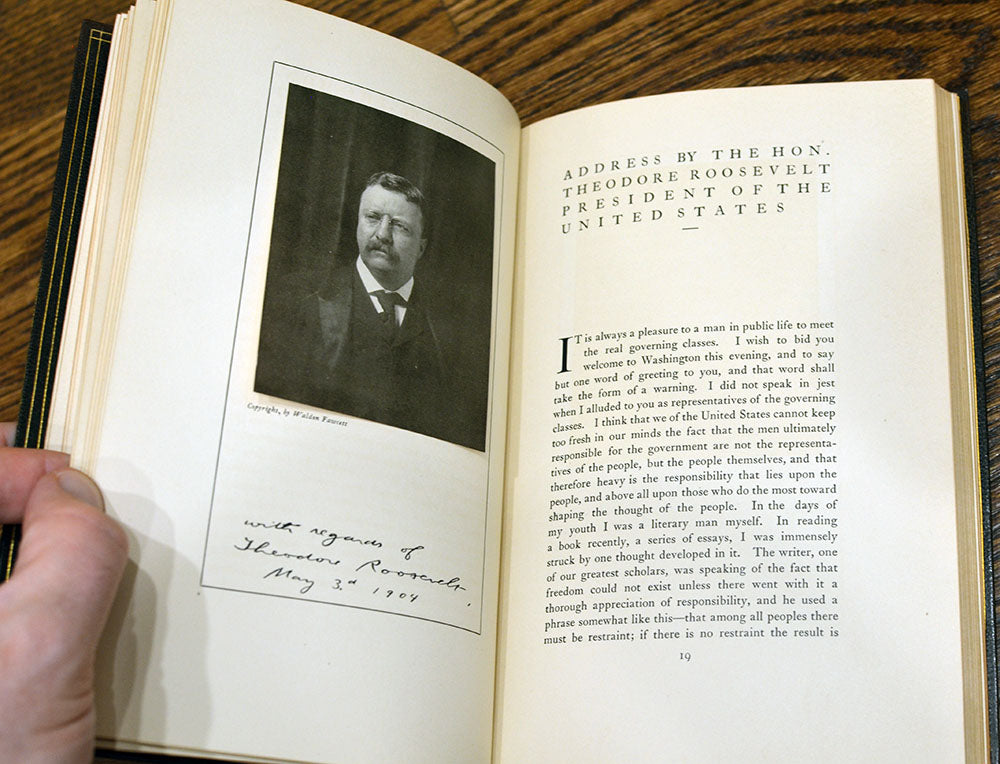 Copyright, by Waldon Fawcett
with regards of
Theodore Roosevelt,
May 3d 1904
ADDRESS BY THE HON.
THEODORE ROOSEVELT
PRESIDENT OF THE
UNITED STATES
IT is always a pleasure to a man in public life to meet
the real governing classes. I wish to bid you
welcome to Washington this evening, and to say
but one word of greeting to you, and that word shall
take the form of a warning. I did not speak in jest
when I alluded to you as representatives of the governing
classes. I think that we of the United States cannot keep
too fresh in our minds the fact that the men ultimately
responsible for the government are not the representa-
tives of the people, but the people themselves, and that
therefore heavy is the responsibility that lies upon the
people, and above all upon those who do the most toward
shaping the thought of the people. In the days of
my youth I was a literary man myself. In reading
a book recently, a series of essays, I was immensely
struck by one thought developed in it. The writer, one
of our greatest scholars, was speaking of the fact that
freedom could not exist unless there went with it a
thorough appreciation of responsibility, and he used a
phrase somewhat like this—that among all peoples there
must be restraint; if there is no restraint the result is
19